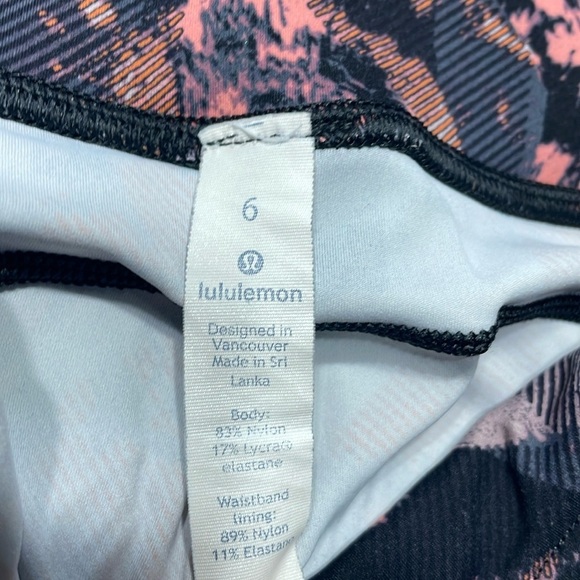 6
lululemon
Designed in
Vancouver
Made in Sri
Lanka
Body:
83% Nylon
17% Lycra®
elastane
Waistband
lining:
89% Nylon
11% Elastane